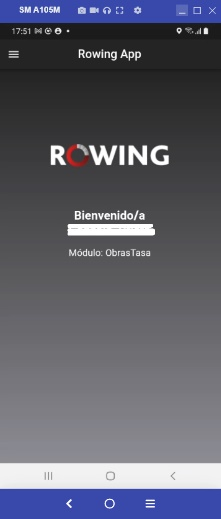 SM A105M
17:51
Rowing App
ROWING
Bienvenido/a
Módulo: ObrasTasa